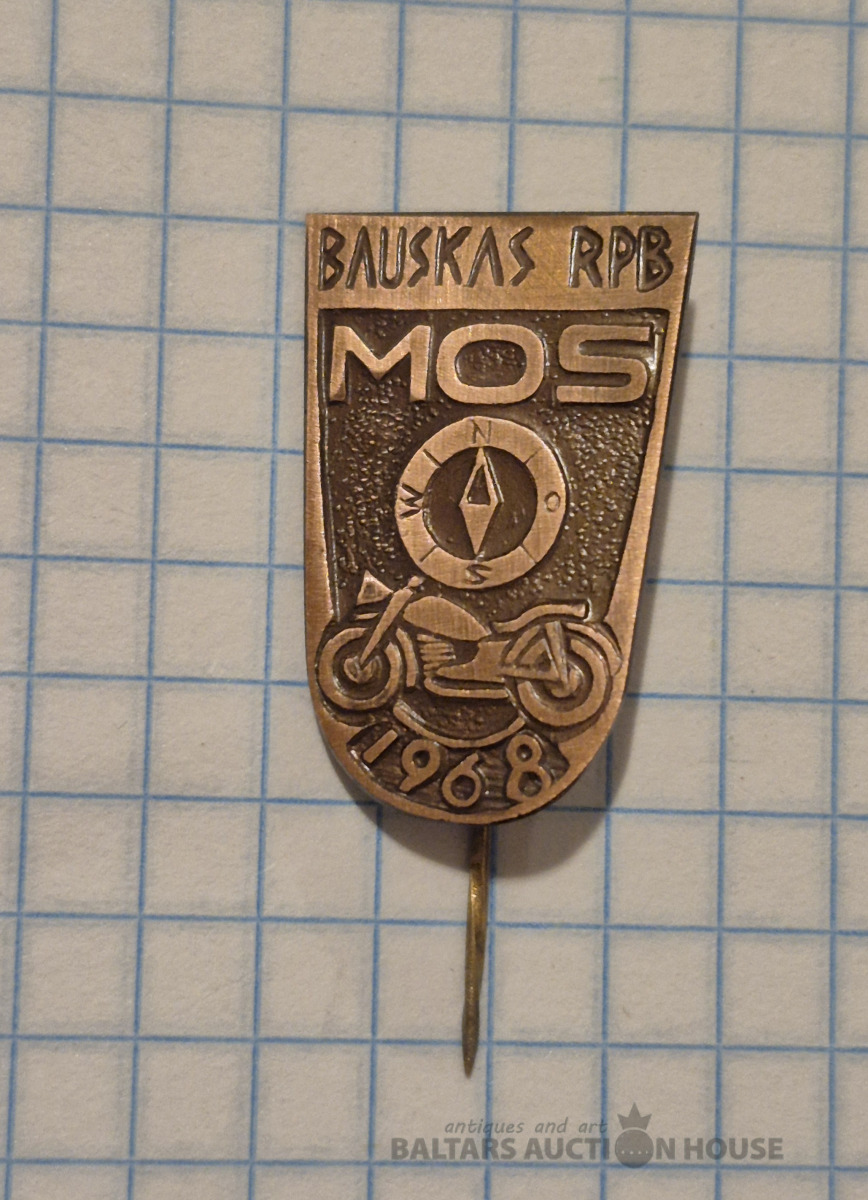 BAUSKAS RPB
MOS
N
W O
S
1968
antiques and art
BALTARS AUCTION HOUSE